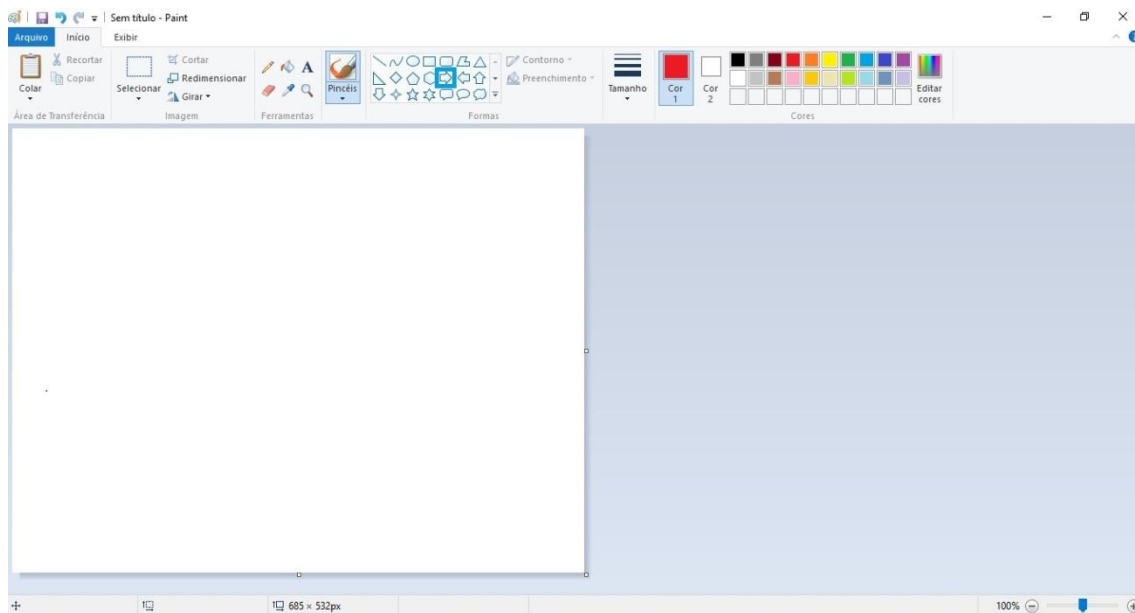 Sem título - Paint
Arquivo Início Exibir
Colar
Recortar
Copiar
Área de Transferência
Selecionar
Cortar
Redimensionar
Girar
Imagem
A
Ferramentas
Pincéis
Contorno
Preenchimento
Formas
Tamanho
Cor
1
Cor
2
Editar
cores
Cores
685 × 532px
100%